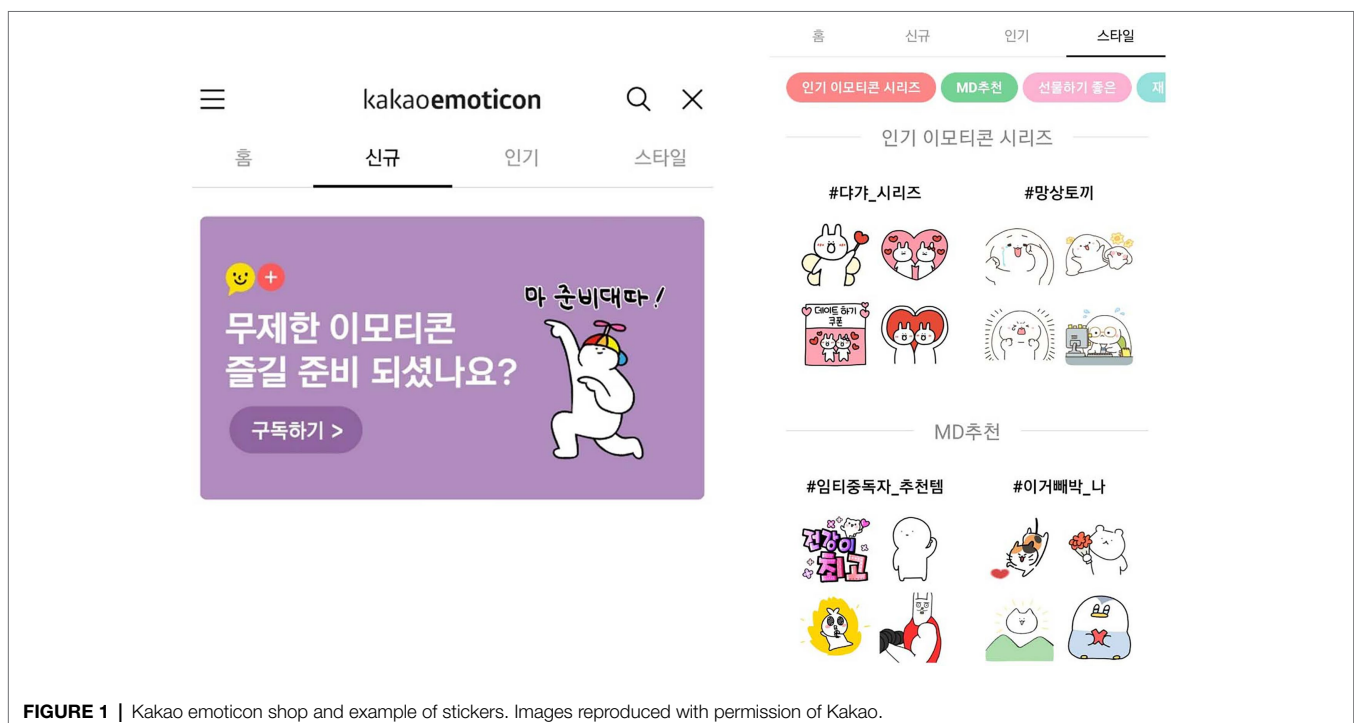 kakaoemoticon
홈 신규 인기 스타일
무제한 이모티콘
즐길 준비 되셨나요?
구독하기 >
마 준비대따!
홈 신규 인기 스타일
인기 이모티콘 시리즈 MD추천 선물하기 좋은 재
인기 이모티콘 시리즈
#댜갸_시리즈 #망상토끼
데이트 하기
쿠폰
MD추천
#임티중독자_추천템 #이거빼박_나
건강이
최고
FIGURE 1 | Kakao emoticon shop and example of stickers. Images reproduced with permission of Kakao.